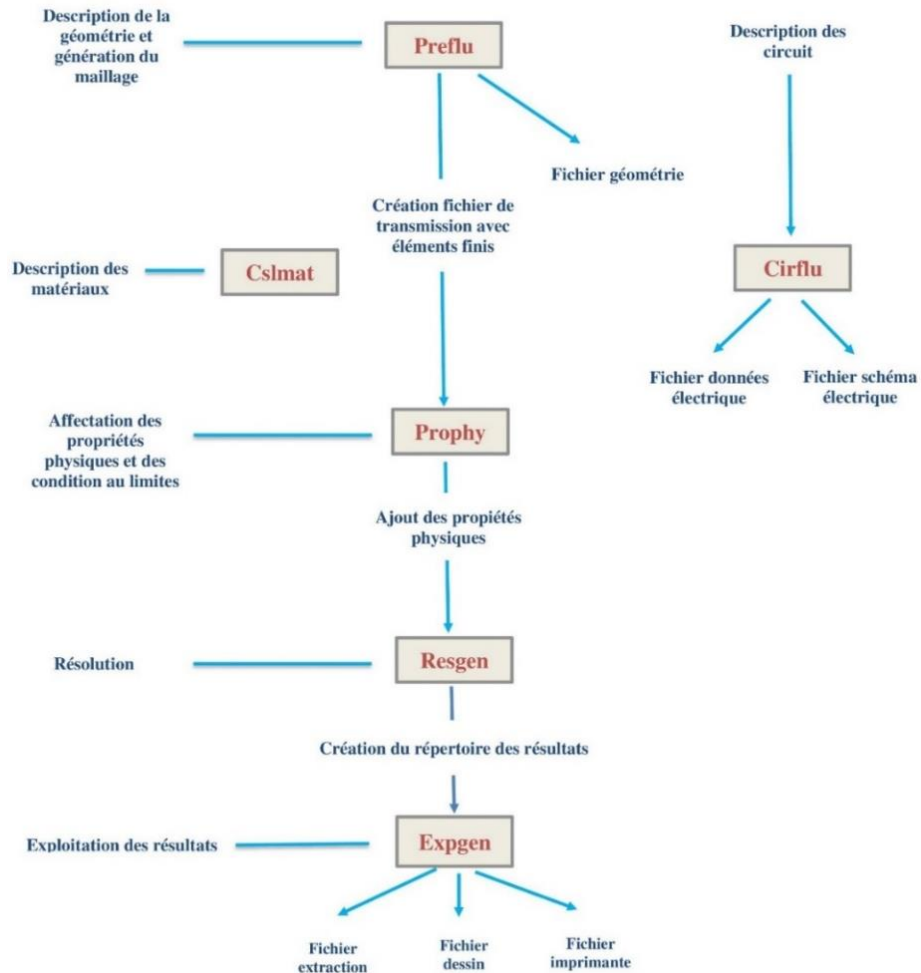 Description de la
géométrie et
génération du
maillage
Preflu
Description des
circuit
Fichier géométrie
Création fichier de
transmission avec
éléments finis
Description des
matériaux
Cslmat
Cirflu
Fichier données
électrique
Fichier schéma
électrique
Affectation des
propriétés
physiques et des
condition au limites
Prophy
Ajout des propiétés
physiques
Résolution
Resgen
Création du répertoire des résultats
Exploitation des résultats
Expgen
Fichier
extraction
Fichier
dessin
Fichier
imprimante